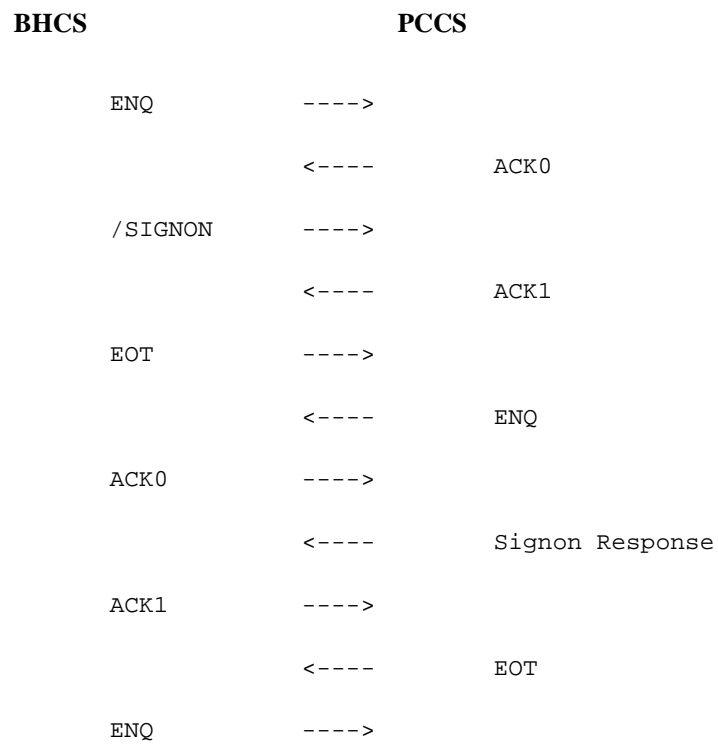 BHCS PCCS
ENQ ---->
<---- ACK0
/SIGNON ---->
<---- ACK1
EOT ---->
<---- ENQ
ACK0 ---->
<---- Signon Response
ACK1 ---->
<---- EOT
ENQ ---->